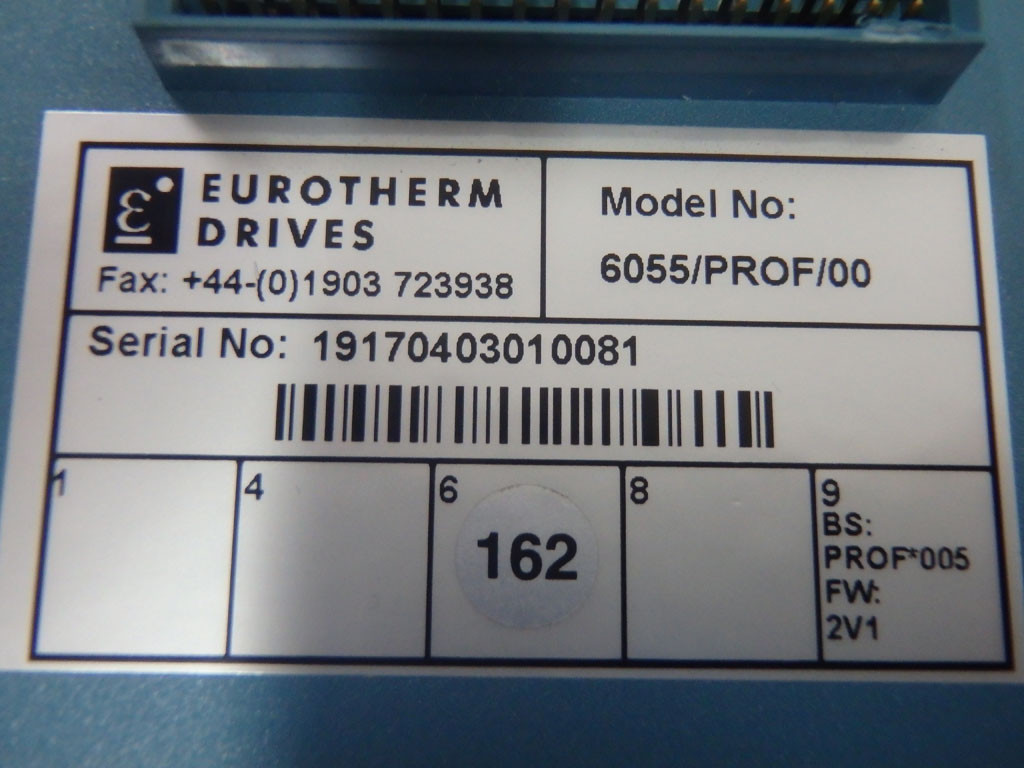 EUROTHERM
DRIVES
Fax: +44-(0)1903 723938
Model No:
6055/PROF/00
Serial No: 19170403010081
1
4
6
162
8
9
BS:
PROF*005
FW:
2V1